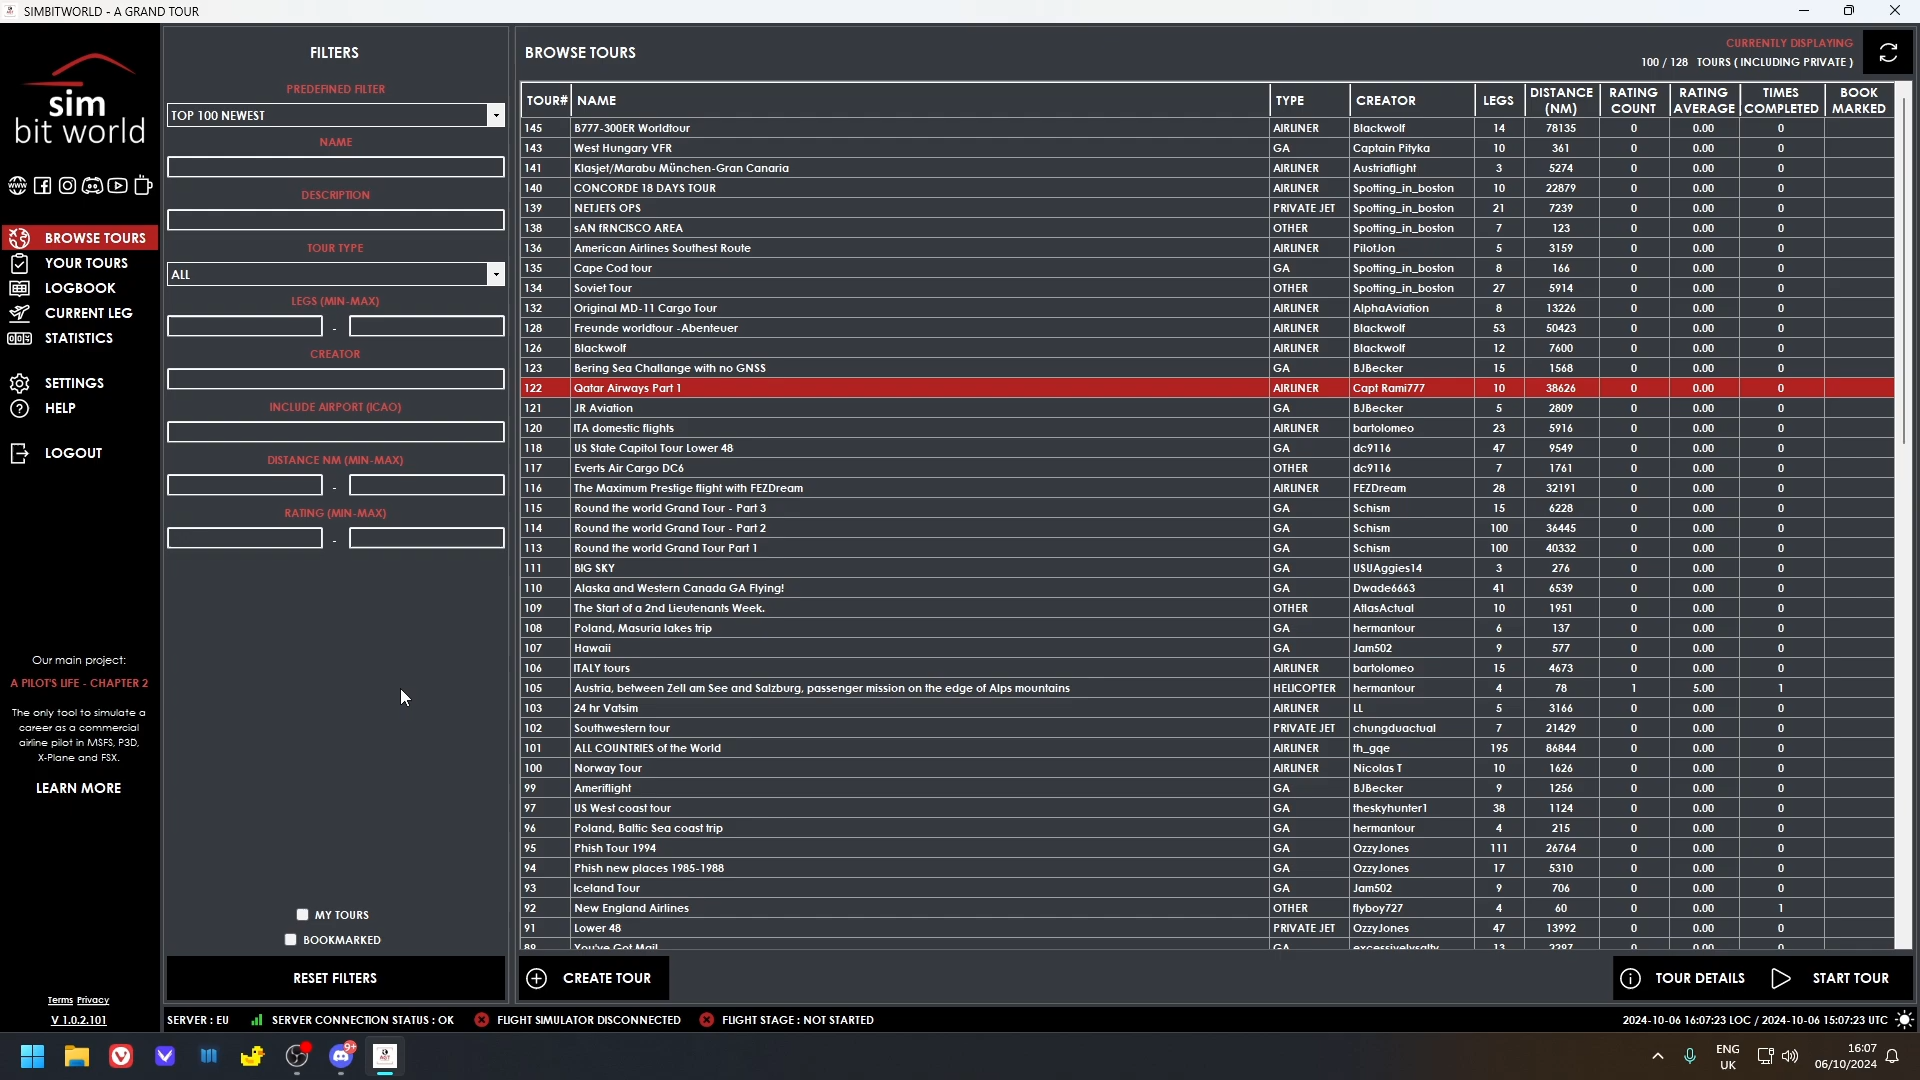 SIMBITWORLD - A GRAND TOUR
sim
bit world
BROWSE TOURS
YOUR TOURS
LOGBOOK
CURRENT LEG
STATISTICS
SETTINGS
HELP
LOGOUT
Our main project:
A PILOT'S LIFE - CHAPTER 2
The only tool to simulate a
career as a commercial
airline pilot in MSFS, P3D,
X-Plane and FSX.
LEARN MORE
Terms Privacy
V 1.0.2.101
FILTERS
PREDEFINED FILTER
TOP 100 NEWEST
NAME
DESCRIPTION
TOUR TYPE
ALL
LEGS (MIN-MAX)
-
CREATOR
INCLUDE AIRPORT (ICAO)
DISTANCE NM (MIN-MAX)
-
RATING (MIN-MAX)
-
MY TOURS
BOOKMARKED
RESET FILTERS
BROWSE TOURS
CURRENTLY DISPLAYING
100 / 128 TOURS ( INCLUDING PRIVATE )
TOUR# NAME TYPE CREATOR LEGS DISTANCE (NM) RATING COUNT RATING AVERAGE TIMES COMPLETED BOOK MARKED
145 B777-300ER Worldtour AIRLINER Blackwolf 14 78135 0 0.00 0
143 West Hungary VFR GA Captain Pityka 10 361 0 0.00 0
141 Klasjet/Marabu München-Gran Canaria AIRLINER Austriaflight 3 5274 0 0.00 0
140 CONCORDE 18 DAYS TOUR AIRLINER Spotting_in_boston 10 22879 0 0.00 0
139 NETJETS OPS PRIVATE JET Spotting_in_boston 21 7239 0 0.00 0
138 sAN fRNCISCO AREA OTHER Spotting_in_boston 7 123 0 0.00 0
136 American Airlines Southest Route AIRLINER PilotJon 5 3159 0 0.00 0
135 Cape Cod tour GA Spotting_in_boston 8 166 0 0.00 0
134 Soviet Tour OTHER Spotting_in_boston 27 5914 0 0.00 0
132 Original MD-11 Cargo Tour AIRLINER AlphaAviation 8 13226 0 0.00 0
128 Freunde worldtour -Abenteuer AIRLINER Blackwolf 53 50423 0 0.00 0
126 Blackwolf AIRLINER Blackwolf 12 7600 0 0.00 0
123 Bering Sea Challange with no GNSS GA BJBecker 15 1568 0 0.00 0
122 Qatar Airways Part 1 AIRLINER Capt Rami777 10 38626 0 0.00 0
121 JR Aviation GA BJBecker 5 2809 0 0.00 0
120 ITA domestic flights AIRLINER bartolomeo 23 5916 0 0.00 0
118 US State Capitol Tour Lower 48 GA dc9116 47 9549 0 0.00 0
117 Everts Air Cargo DC6 OTHER dc9116 7 1761 0 0.00 0
116 The Maximum Prestige flight with FEZDream AIRLINER FEZDream 28 32191 0 0.00 0
115 Round the world Grand Tour - Part 3 GA Schism 15 6228 0 0.00 0
114 Round the world Grand Tour - Part 2 GA Schism 100 36445 0 0.00 0
113 Round the world Grand Tour Part 1 GA Schism 100 40332 0 0.00 0
111 BIG SKY GA USUAggies14 3 276 0 0.00 0
110 Alaska and Western Canada GA Flying! GA Dwade6663 41 6539 0 0.00 0
109 The Start of a 2nd Lieutenants Week. OTHER AtlasActual 10 1951 0 0.00 0
108 Poland, Masuria lakes trip GA hermantour 6 137 0 0.00 0
107 Hawaii GA Jam502 9 577 0 0.00 0
106 ITALY tours AIRLINER bartolomeo 15 4673 0 0.00 0
105 Austria, between Zell am See and Salzburg, passenger mission on the edge of Alps mountains HELICOPTER hermantour 4 78 1 5.00 1
103 24 hr Vatsim AIRLINER LL 5 3166 0 0.00 0
102 Southwestern tour PRIVATE JET chungduactual 7 21429 0 0.00 0
101 ALL COUNTRIES of the World AIRLINER th_gqe 195 86844 0 0.00 0
100 Norway Tour AIRLINER Nicolas T 10 1626 0 0.00 0
99 Ameriflight GA BJBecker 9 1256 0 0.00 0
97 US West coast tour GA theskyhunter1 38 1124 0 0.00 0
96 Poland, Baltic Sea coast trip GA hermantour 4 215 0 0.00 0
95 Phish Tour 1994 GA OzzyJones 111 26764 0 0.00 0
94 Phish new places 1985-1988 GA OzzyJones 17 5310 0 0.00 0
93 Iceland Tour GA Jam502 9 706 0 0.00 0
92 New England Airlines OTHER flyboy727 4 60 0 0.00 1
91 Lower 48 PRIVATE JET OzzyJones 47 13992 0 0.00 0
89 You've Got Mail GA excessivelysalty 13 2297 0 0.00 0
CREATE TOUR
TOUR DETAILS
START TOUR
SERVER : EU
SERVER CONNECTION STATUS : OK
FLIGHT SIMULATOR DISCONNECTED
FLIGHT STAGE : NOT STARTED
2024-10-06 16:07:23 LOC / 2024-10-06 15:07:23 UTC
9+
ENG
UK
16:07
06/10/2024